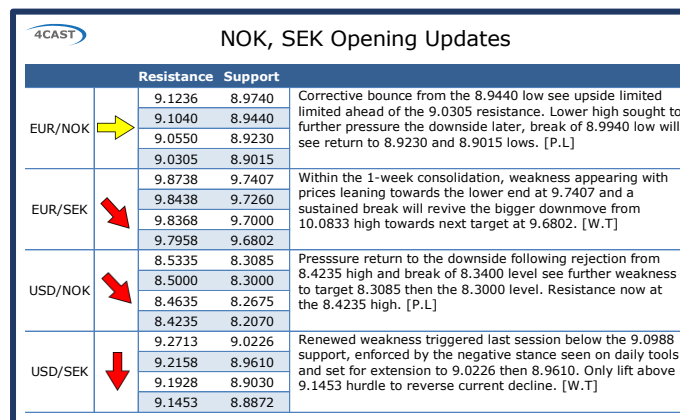 4CAST
NOK, SEK Opening Updates
Resistance Support
EUR/NOK
9.1236 8.9740
9.1040 8.9440
9.0550 8.9230
9.0305 8.9015
Corrective bounce from the 8.9440 low see upside limited
limited ahead of the 9.0305 resistance. Lower high sought to
further pressure the downside later, break of 8.9940 low will
see return to 8.9230 and 8.9015 lows. [P.L]
EUR/SEK
9.8738 9.7407
9.8438 9.7260
9.8368 9.7000
9.7958 9.6802
Within the 1-week consolidation, weakness appearing with
prices leaning towards the lower end at 9.7407 and a
sustained break will revive the bigger downmove from
10.0833 high towards next target at 9.6802. [W.T]
USD/NOK
8.5335 8.3085
8.5000 8.3000
8.4635 8.2675
8.4235 8.2070
Presssure return to the downside following rejection from
8.4235 high and break of 8.3400 level see further weakness
to target 8.3085 then the 8.3000 level. Resistance now at
the 8.4235 high. [P.L]
USD/SEK
9.2713 9.0226
9.2158 8.9610
9.1928 8.9030
9.1453 8.8872
Renewed weakness triggered last session below the 9.0988
support, enforced by the negative stance seen on daily tools
and set for extension to 9.0226 then 8.9610. Only lift above
9.1453 hurdle to reverse current decline. [W.T]